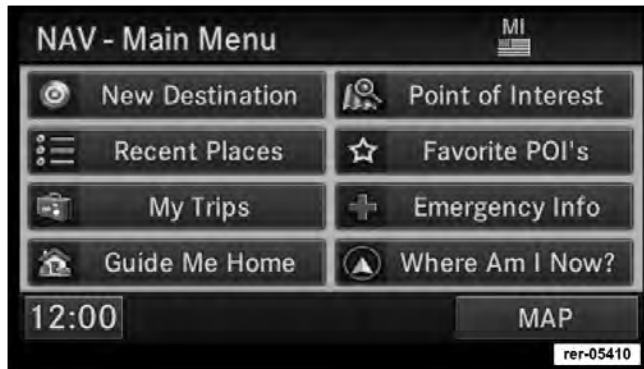 NAV - Main Menu
MI
New Destination
Point of Interest
Recent Places
Favorite POI's
My Trips
Emergency Info
Guide Me Home
Where Am I Now?
12:00
MAP
rer-05410